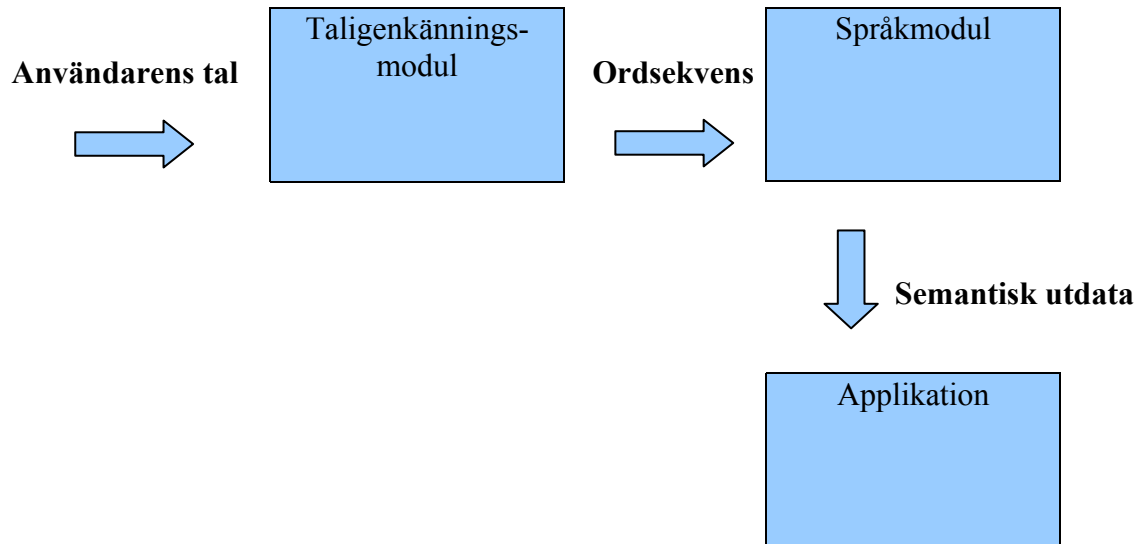 Användarens tal
Taligenkännings-
modul
Ordsekvens
Språkmodul
Semantisk utdata
Applikation